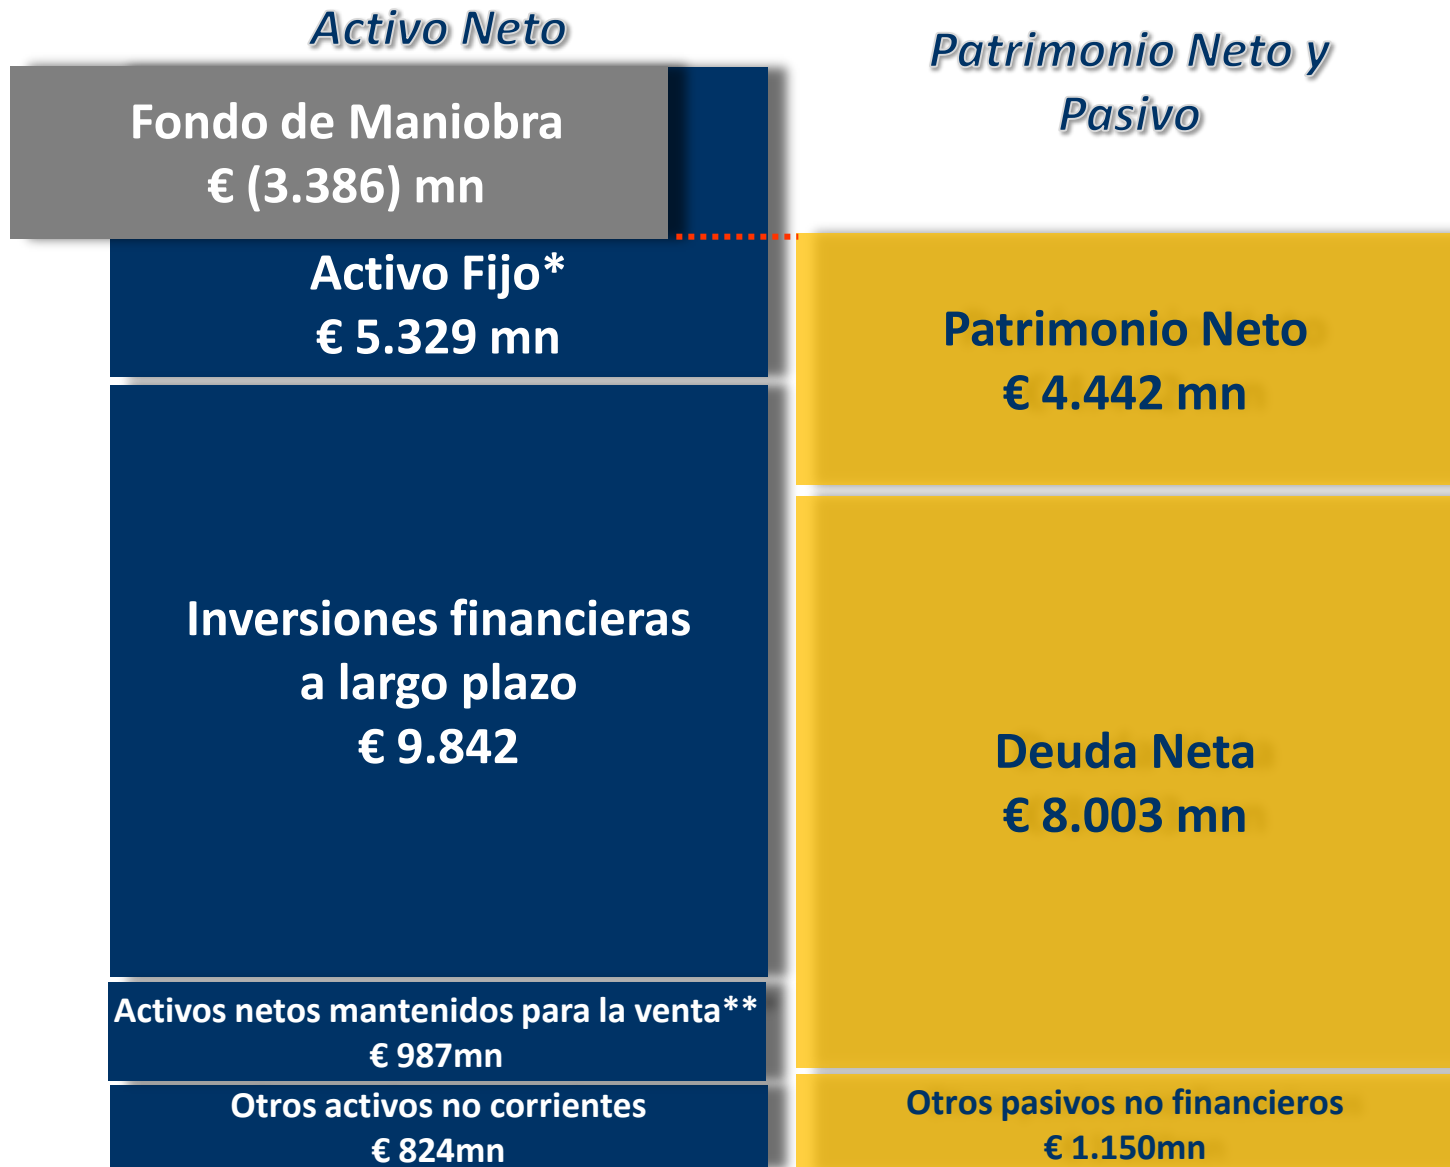 Activo Neto
Fondo de Maniobra
€ (3.386) mn
Activo Fijo*
€ 5.329 mn
Inversiones financieras
a largo plazo
€ 9.842
Activos netos mantenidos para la venta**
€ 987mn
Otros activos no corrientes
€ 824mn
Patrimonio Neto y
Pasivo
Patrimonio Neto
€ 4.442 mn
Deuda Neta
€ 8.003 mn
Otros pasivos no financieros
€ 1.150mn